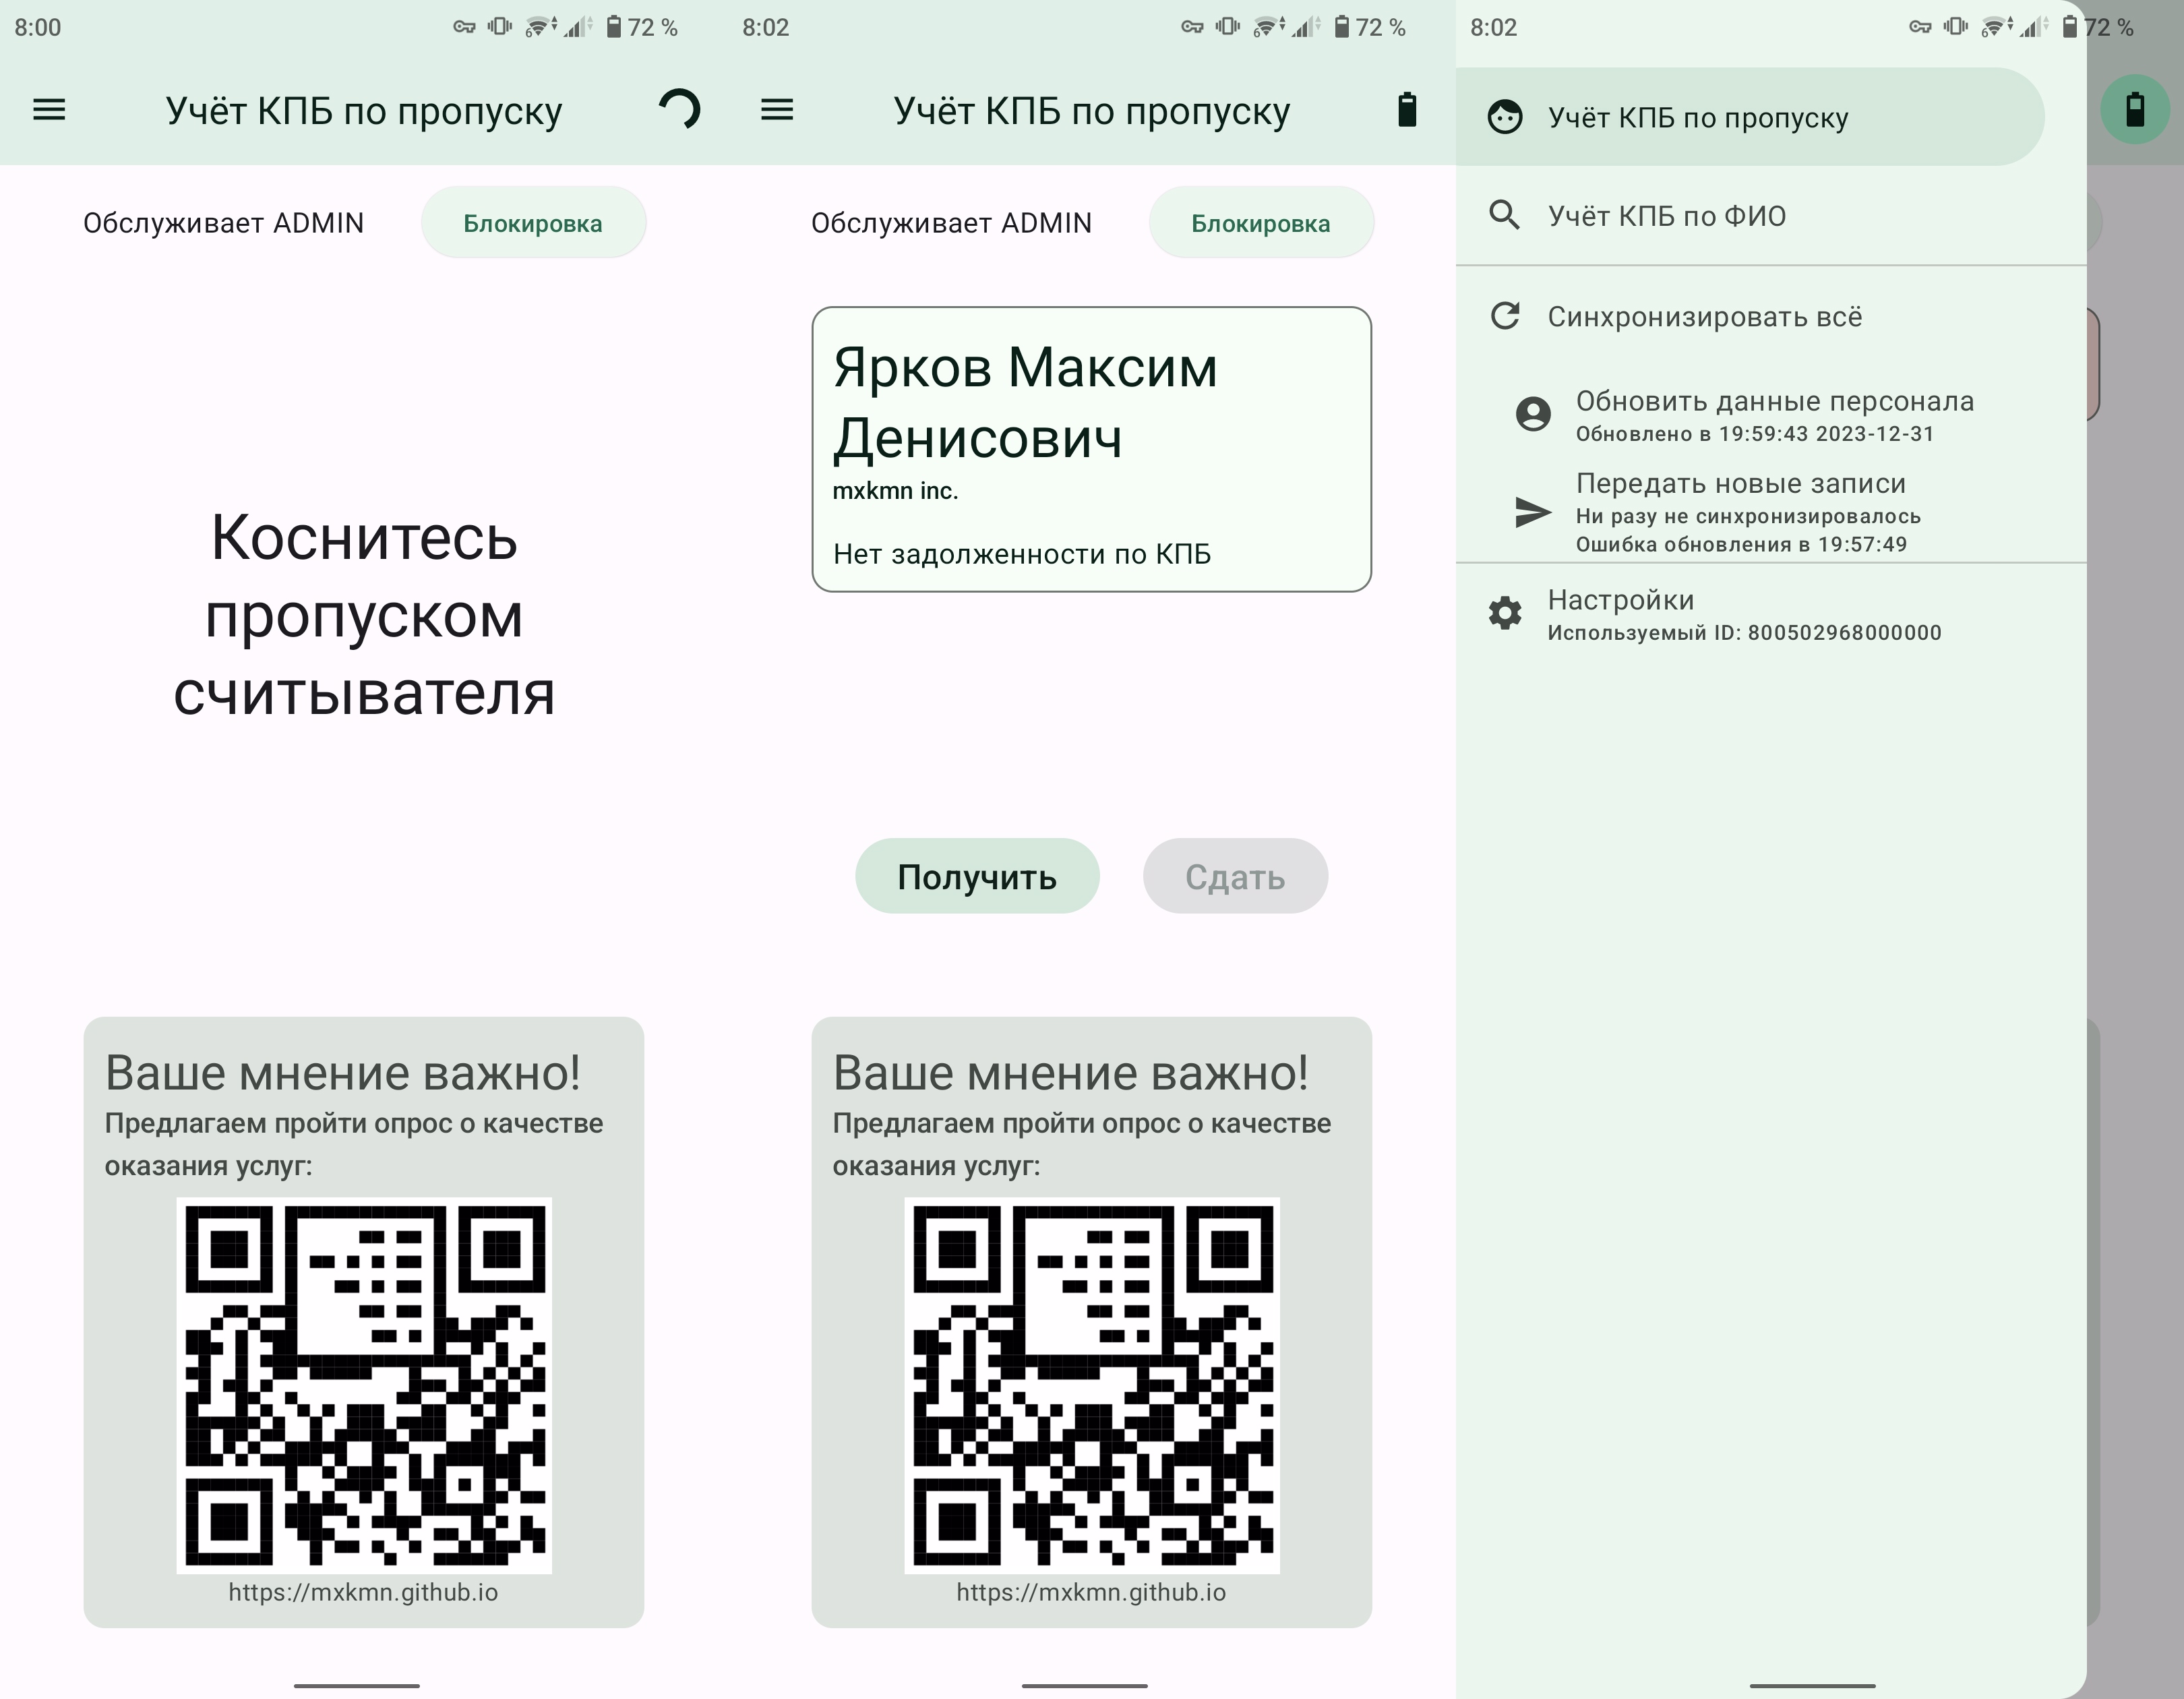 8:00
6
72 %
Учёт КПБ по пропуску
Обслуживает ADMIN
Блокировка
Коснитесь
пропуском
считывателя
Ваше мнение важно!
Предлагаем пройти опрос о качестве
оказания услуг:
https://mxkmn.github.io
8:02
6
72 %
Учёт КПБ по пропуску
Обслуживает ADMIN
Блокировка
Ярков Максим
Денисович
mxkmn inc.
Нет задолженности по КПБ
Получить
Сдать
Ваше мнение важно!
Предлагаем пройти опрос о качестве
оказания услуг:
https://mxkmn.github.io
8:02
6
72 %
Учёт КПБ по пропуску
Учёт КПБ по ФИО
Синхронизировать всё
Обновить данные персонала
Обновлено в 19:59:43 2023-12-31
Передать новые записи
Ни разу не синхронизировалось
Ошибка обновления в 19:57:49
Настройки
Используемый ID: 800502968000000